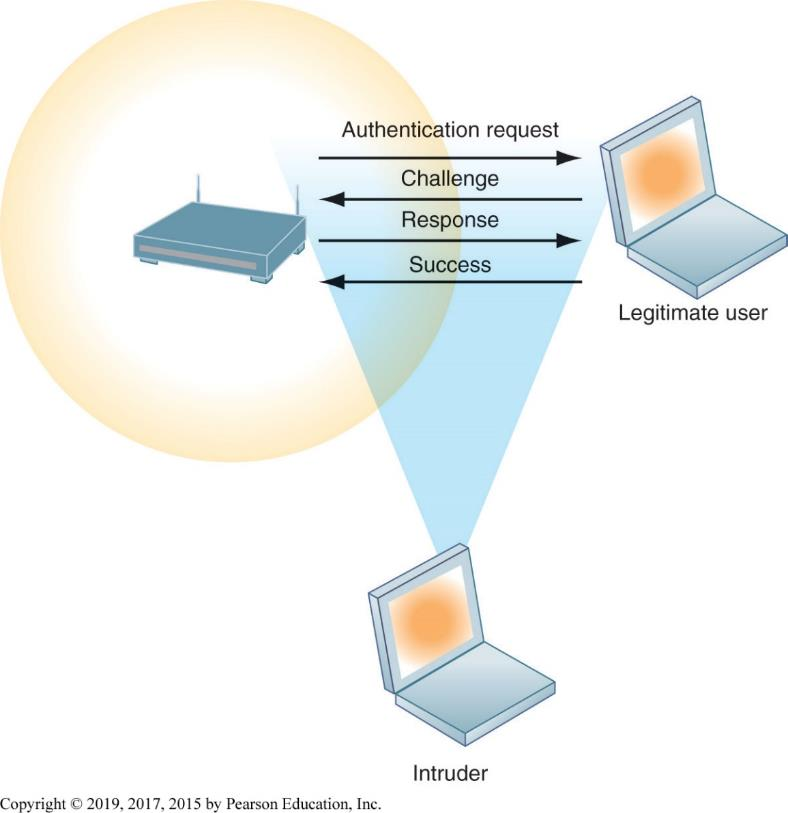 Authentication request
Challenge
Response
Success
Legitimate user
Intruder
Copyright © 2019, 2017, 2015 by Pearson Education, Inc.